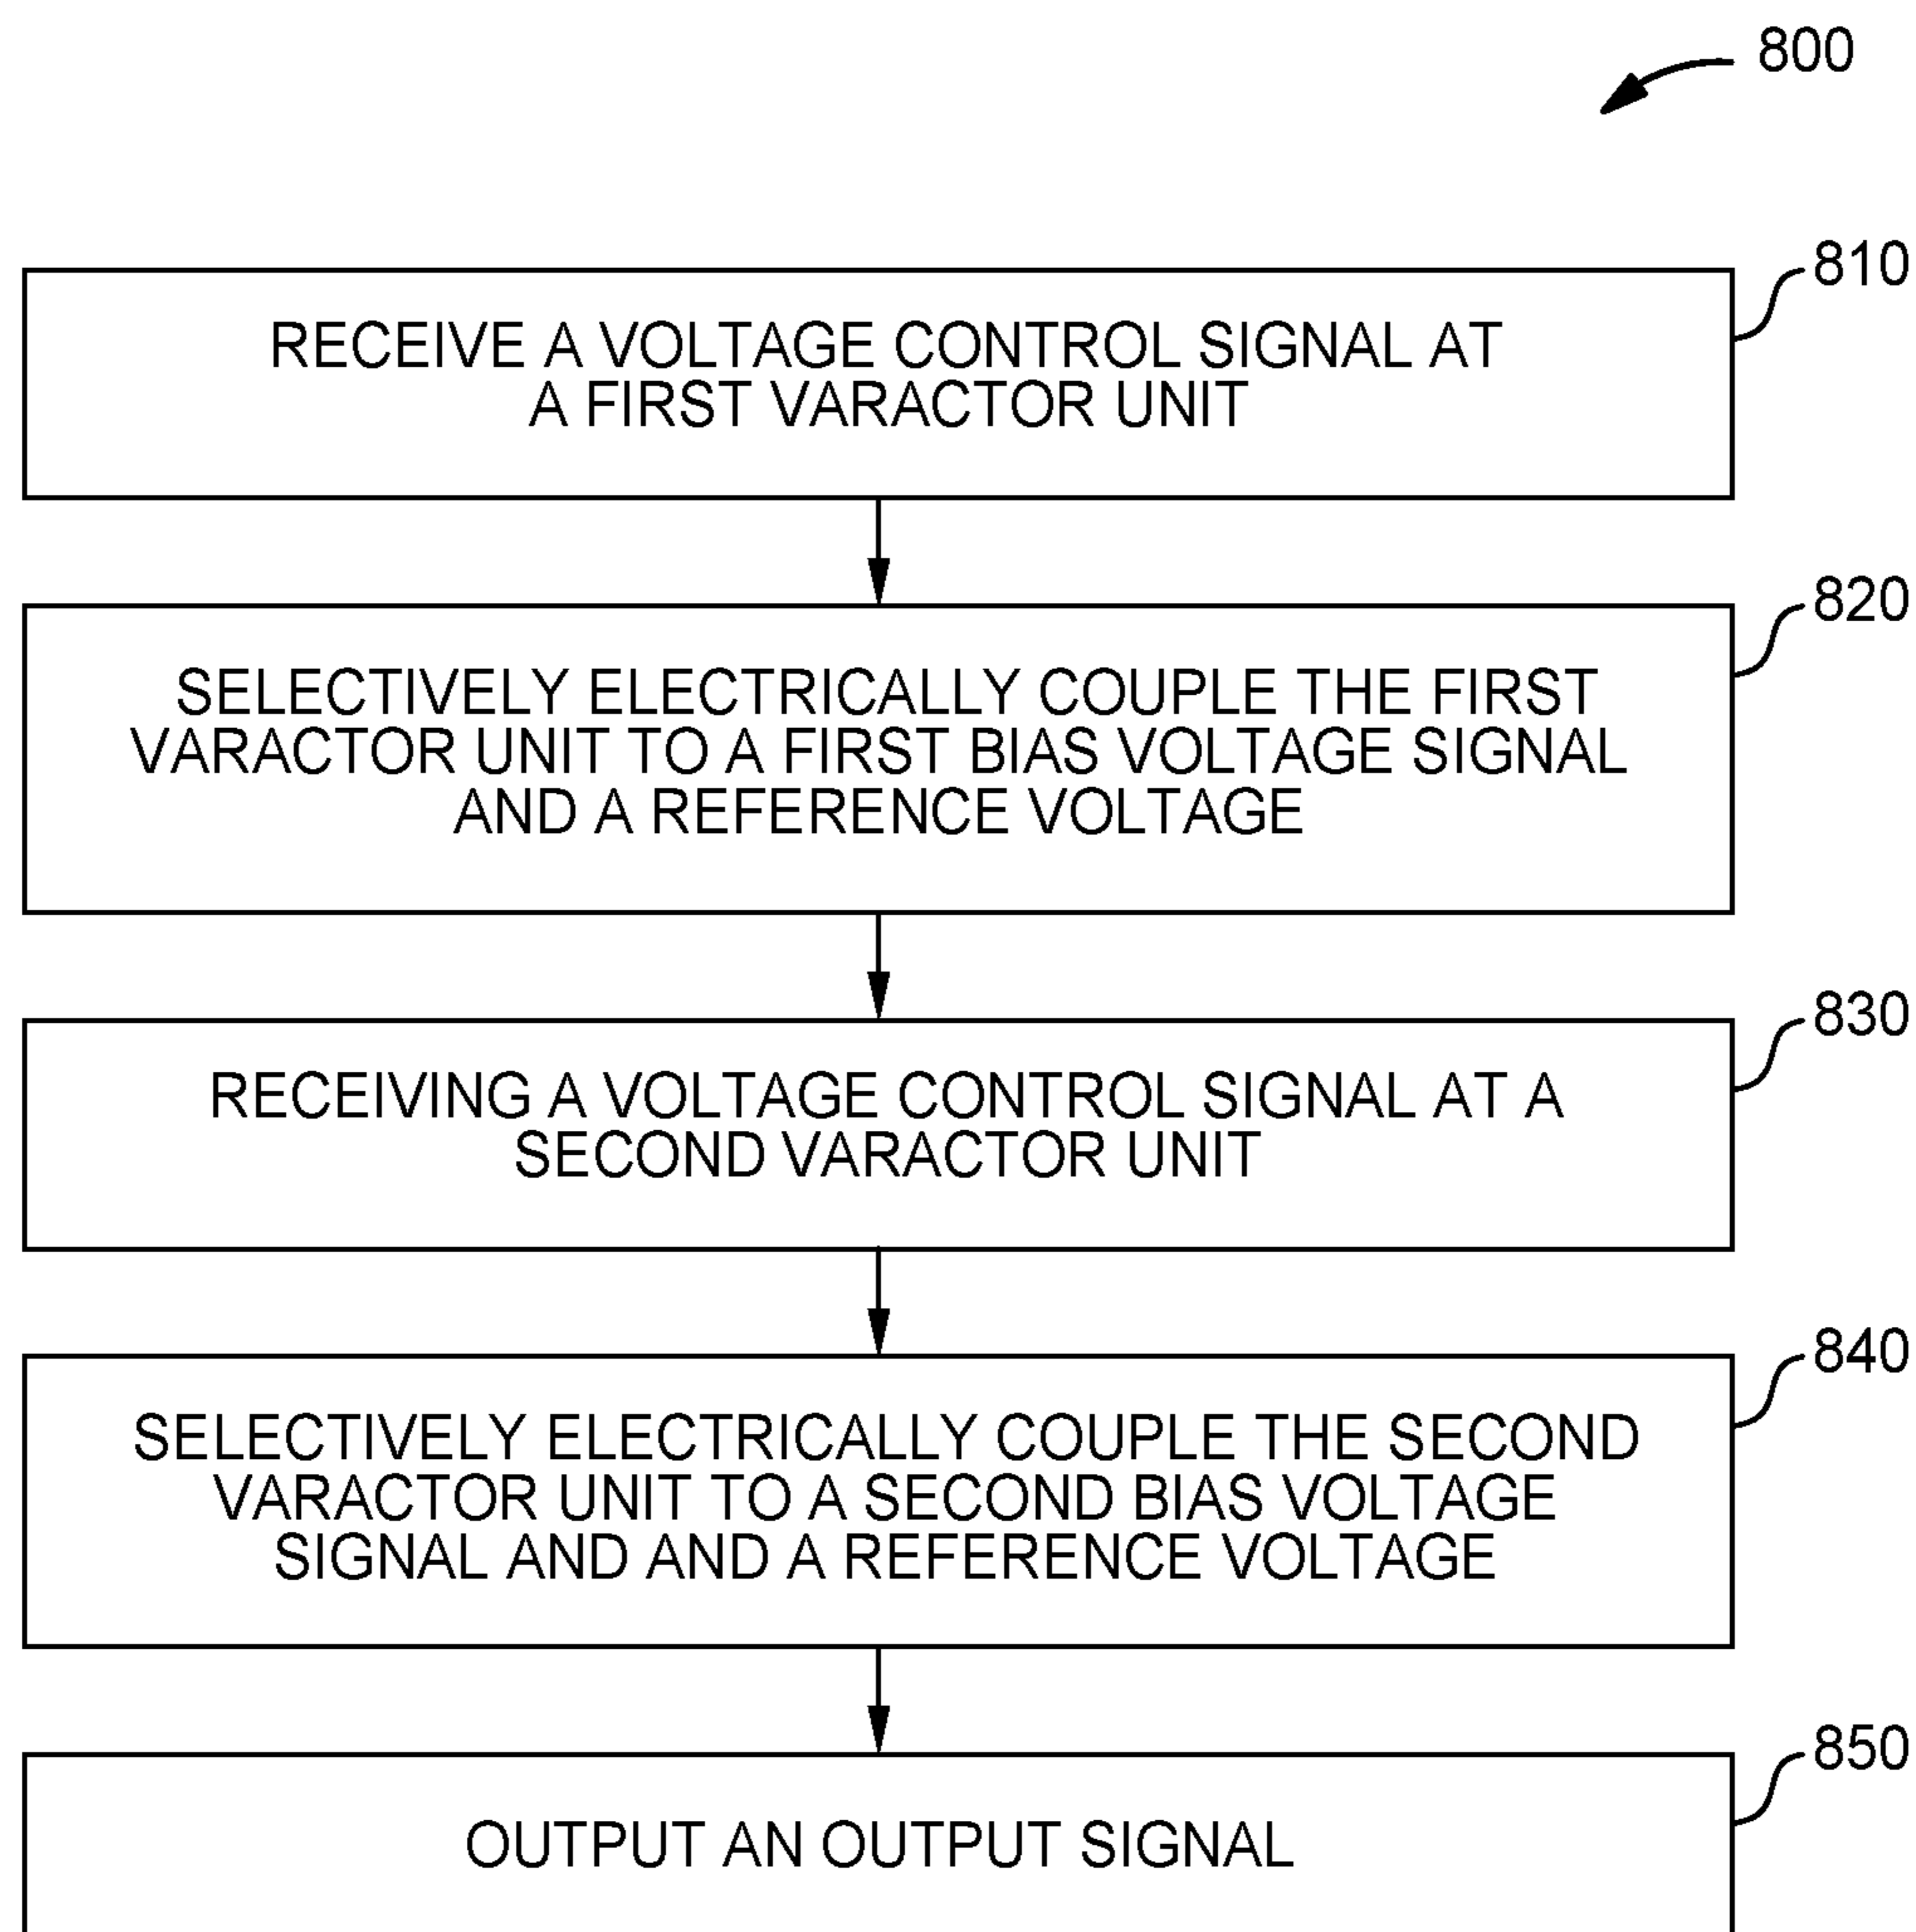 800
810
RECEIVE A VOLTAGE CONTROL SIGNAL AT
A FIRST VARACTOR UNIT
820
SELECTIVELY ELECTRICALLY COUPLE THE FIRST
VARACTOR UNIT TO A FIRST BIAS VOLTAGE SIGNAL
AND A REFERENCE VOLTAGE
830
RECEIVING A VOLTAGE CONTROL SIGNAL AT A
SECOND VARACTOR UNIT
840
SELECTIVELY ELECTRICALLY COUPLE THE SECOND
VARACTOR UNIT TO A SECOND BIAS VOLTAGE
SIGNAL AND AND A REFERENCE VOLTAGE
850
OUTPUT AN OUTPUT SIGNAL